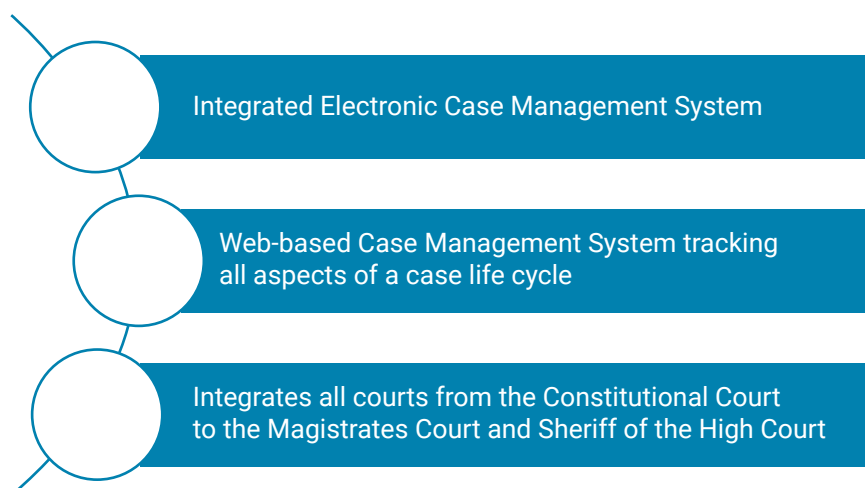 Integrated Electronic Case Management System
Web-based Case Management System tracking
all aspects of a case life cycle
Integrates all courts from the Constitutional Court
to the Magistrates Court and Sheriff of the High Court